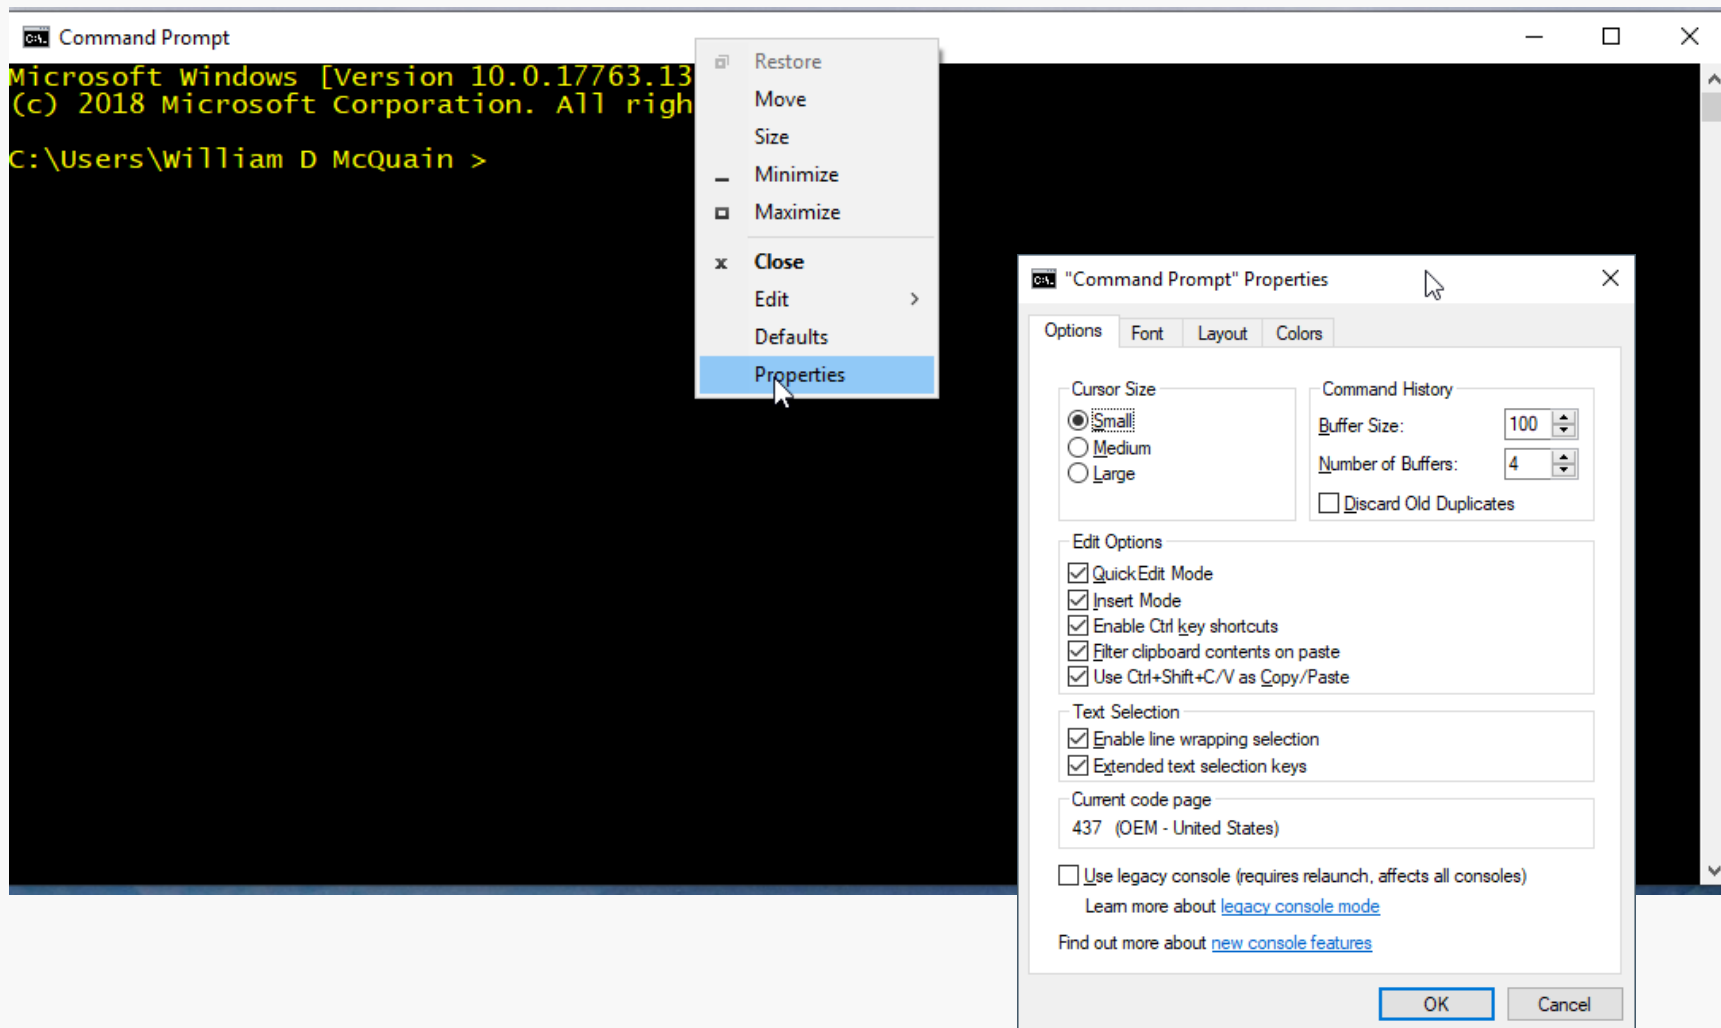 Command Prompt
Microsoft Windows [Version 10.0.17763.13
(c) 2018 Microsoft Corporation. All righ
C:\Users\William D McQuain >
Restore
Move
Size
Minimize
Maximize
Close
Edit
Defaults
Properties
"Command Prompt" Properties
Options Font Layout Colors
Cursor Size
Small
Medium
Large
Command History
Buffer Size: 100
Number of Buffers: 4
Discard Old Duplicates
Edit Options
QuickEdit Mode
Insert Mode
Enable Ctrl key shortcuts
Filter clipboard contents on paste
Use Ctrl+Shift+C/V as Copy/Paste
Text Selection
Enable line wrapping selection
Extended text selection keys
Current code page
437 (OEM - United States)
Use legacy console (requires relaunch, affects all consoles)
Learn more about legacy console mode
Find out more about new console features
OK Cancel